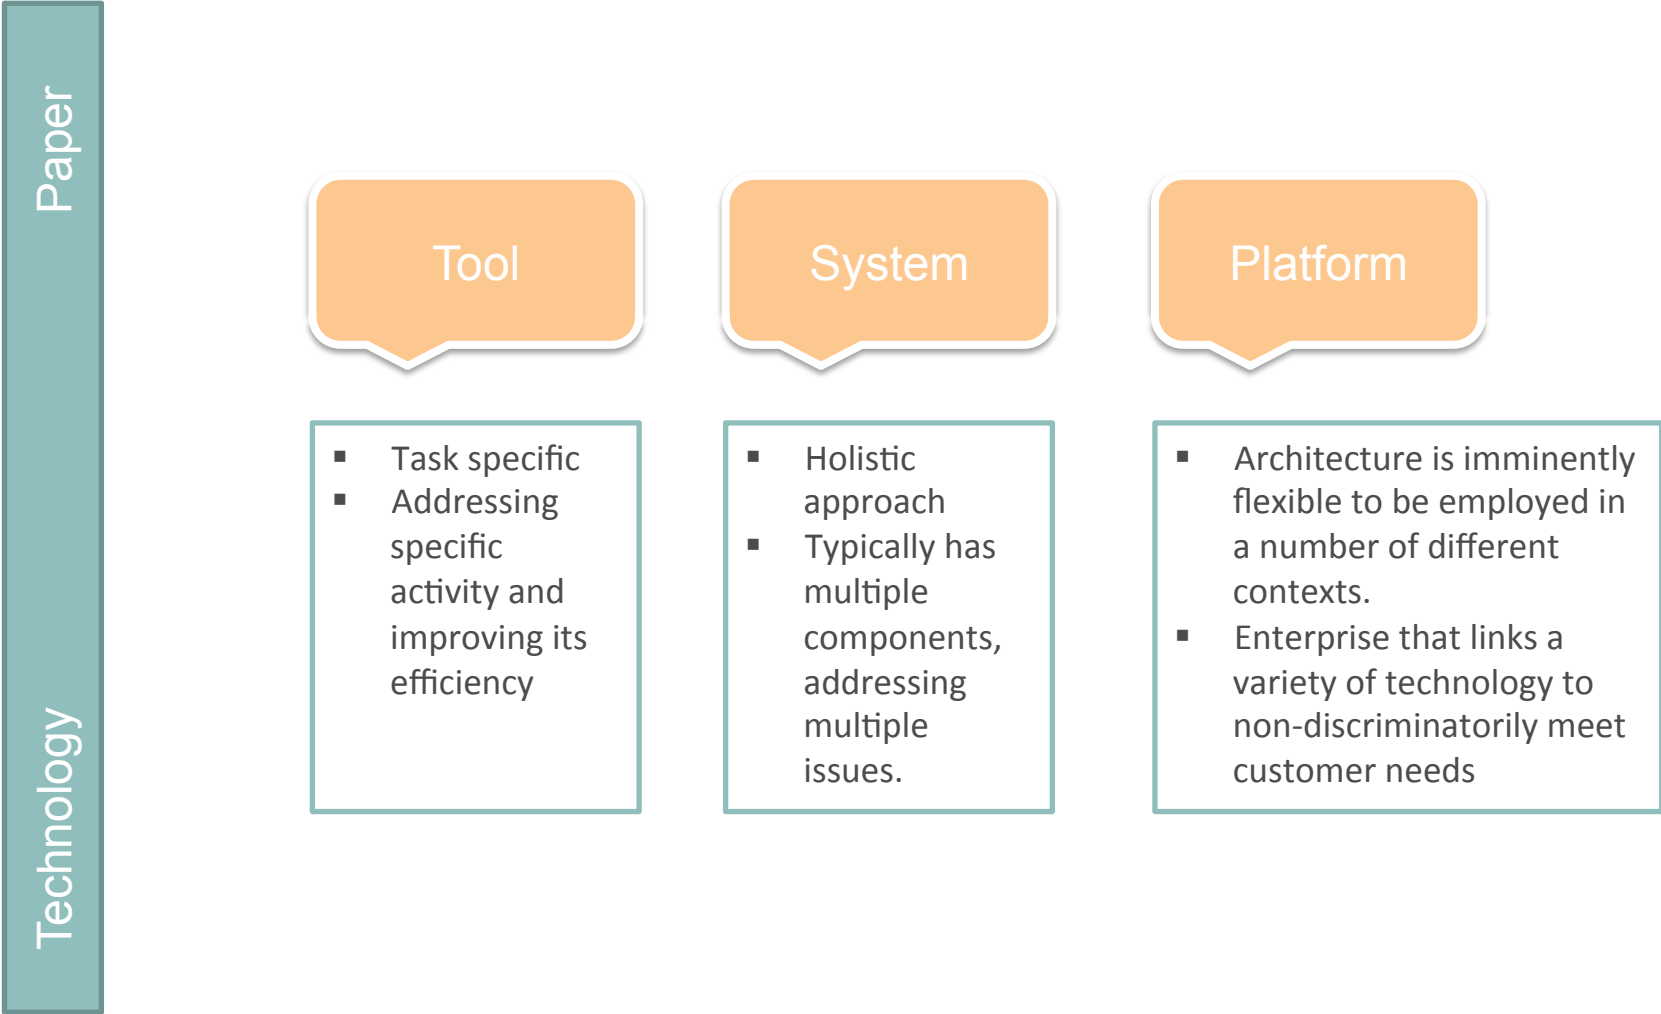 Paper
Technology
Tool
▪ Task specific
▪ Addressing
specific
activity and
improving its
efficiency
System
▪ Holistic
approach
▪ Typically has
multiple
components,
addressing
multiple
issues.
Platform
▪ Architecture is imminently
flexible to be employed in
a number of different
contexts.
▪ Enterprise that links a
variety of technology to
non-discriminatorily meet
customer needs